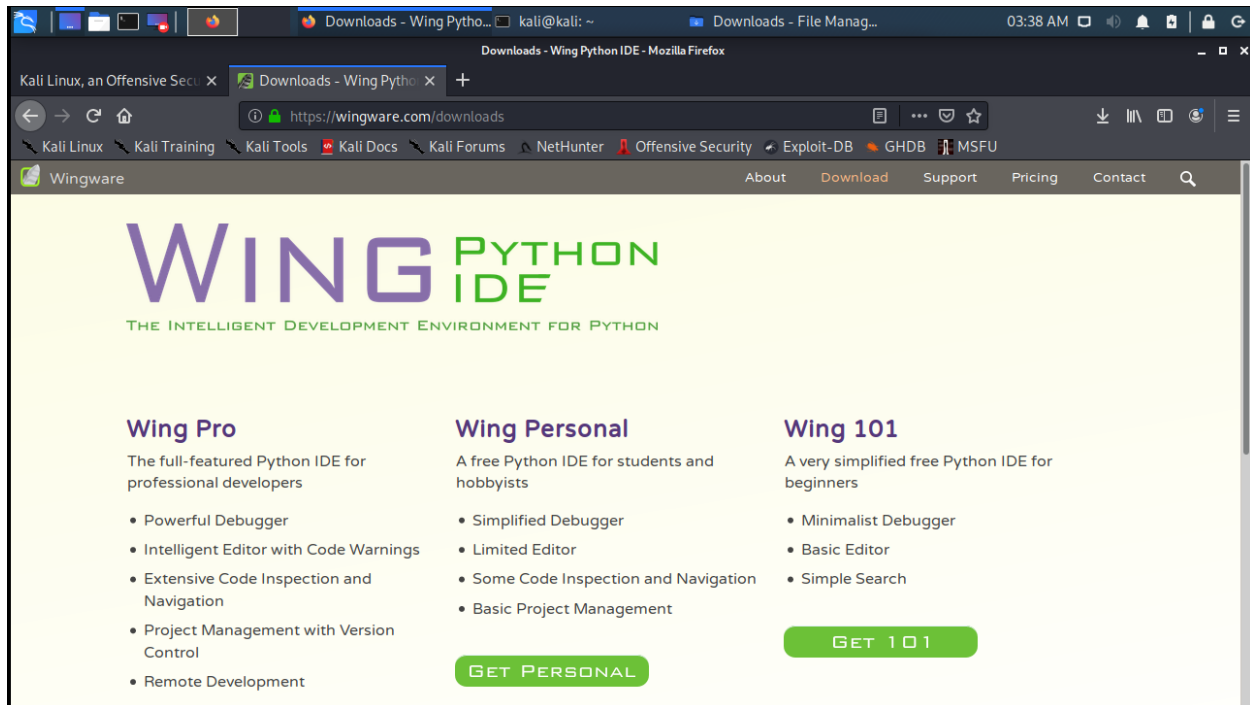 Downloads - Wing Pytho... kali@kali: ~ Downloads - File Manag... 03:38 AM
Downloads - Wing Python IDE - Mozilla Firefox
Kali Linux, an Offensive Secu Downloads - Wing Pytho
https://wingware.com/downloads
Kali Linux Kali Training Kali Tools Kali Docs Kali Forums NetHunter Offensive Security Exploit-DB GHDB MSFU
Wingware About Download Support Pricing Contact
WING PYTHON IDE
THE INTELLIGENT DEVELOPMENT ENVIRONMENT FOR PYTHON
Wing Pro
The full-featured Python IDE for
professional developers
• Powerful Debugger
• Intelligent Editor with Code Warnings
• Extensive Code Inspection and
Navigation
• Project Management with Version
Control
• Remote Development
Wing Personal
A free Python IDE for students and
hobbyists
• Simplified Debugger
• Limited Editor
• Some Code Inspection and Navigation
• Basic Project Management
GET PERSONAL
Wing 101
A very simplified free Python IDE for
beginners
• Minimalist Debugger
• Basic Editor
• Simple Search
GET 101